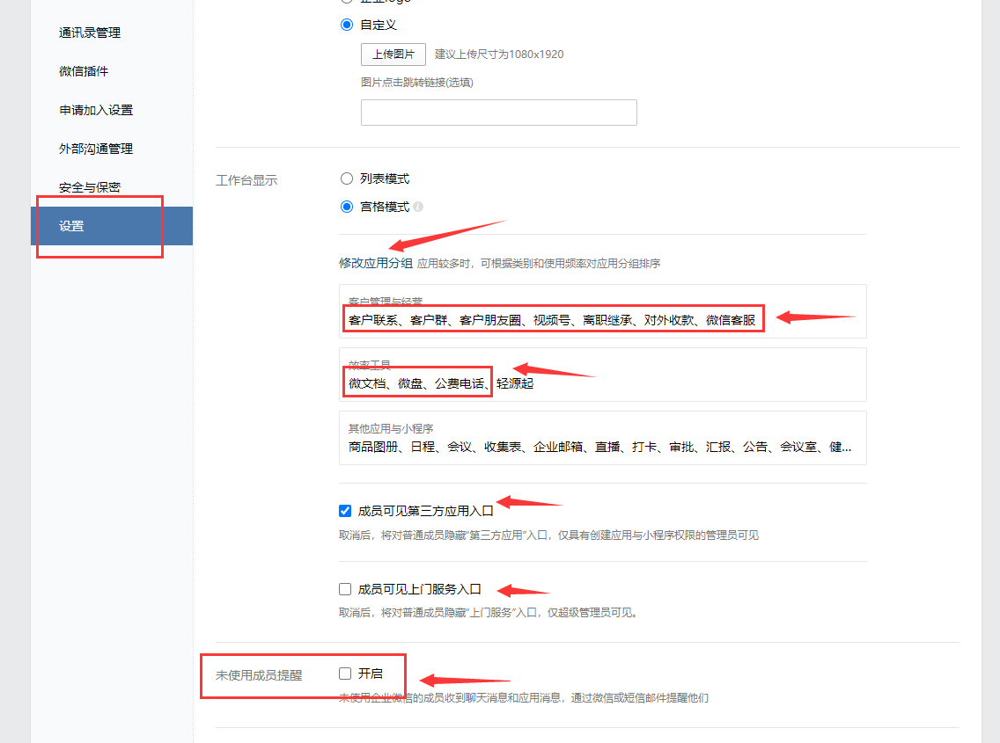 企业logo
通讯录管理
自定义
上传图片 建议上传尺寸为1080x1920
微信插件
图片点击跳转链接(选填)
申请加入设置
外部沟通管理
安全与保密
设置
工作台显示
列表模式
宫格模式
修改应用分组 应用较多时，可根据类别和使用频率对应用分组排序
客户管理与经营
客户联系、客户群、客户朋友圈、视频号、离职继承、对外收款、微信客服
效率工具
微文档、微盘、公费电话、轻源起
其他应用与小程序
商品图册、日程、会议、收集表、企业邮箱、直播、打卡、审批、汇报、公告、会议室、健...
成员可见第三方应用入口
取消后，将对普通成员隐藏“第三方应用”入口，仅具有创建应用与小程序权限的管理员可见
成员可见上门服务入口
取消后，将对普通成员隐藏“上门服务”入口，仅超级管理员可见。
未使用成员提醒 开启
未使用企业微信的成员收到聊天消息和应用消息，通过微信或短信邮件提醒他们